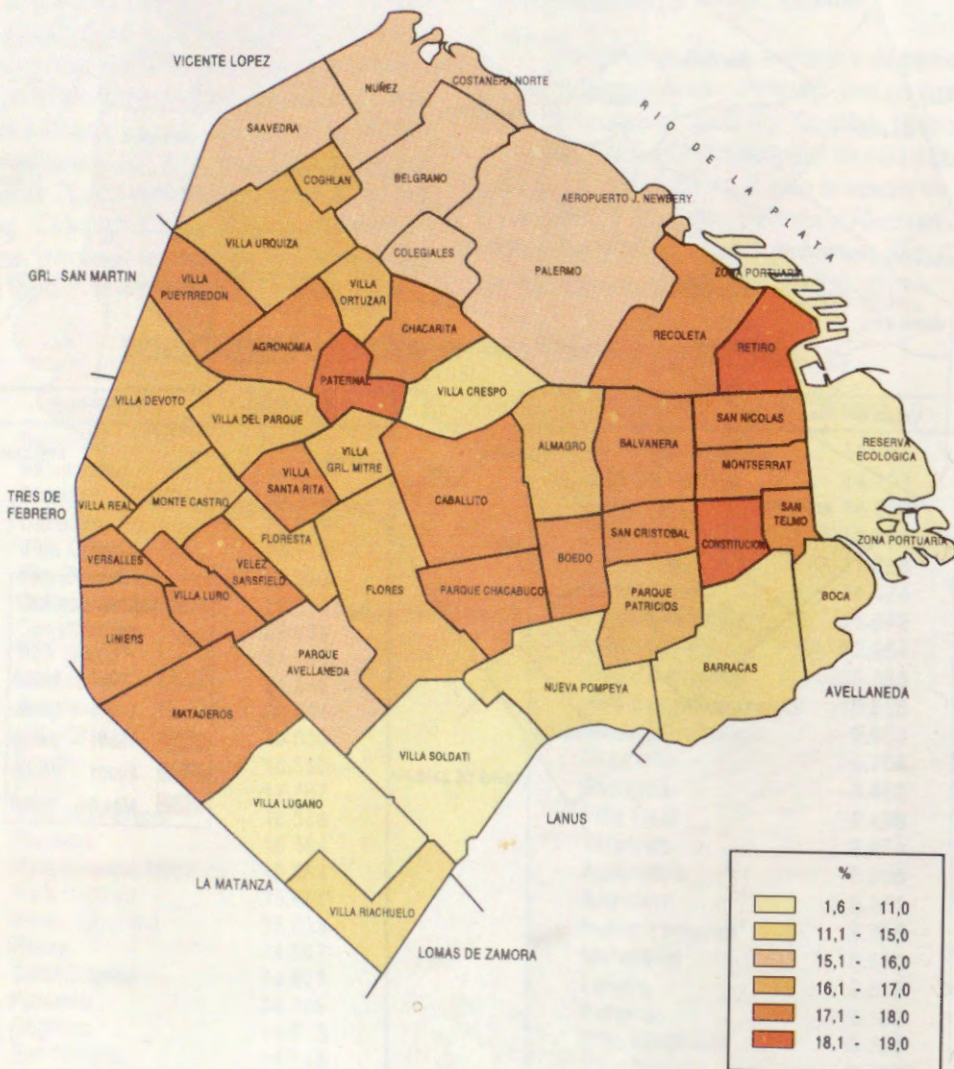 VICENTE LOPEZ
NUÑEZ
COSTANERA NORTE
SAAVEDRA
RIO DE LA PLATA
COGHLAN
BELGRANO
AEROPUERTO J. NEWBERY
VILLA URQUIZA
COLEGIALES
PALERMO
ZONA PORTUARIA
GRL. SAN MARTIN
VILLA
PUEYRREDON
VILLA
ORTUZAR
CHACARITA
RECOLETA
RETIRO
AGRONOMIA
PATERNAL
VILLA CRESPO
VILLA DEVOTO
VILLA DEL PARQUE
SAN NICOLAS
ALMAGRO
BALVANERA
RESERVA
ECOLOGICA
VILLA
GRL. MITRE
MONTSERRAT
VILLA
SANTA RITA
CABALLITO
TRES DE
FEBRERO
VILLA REAL
MONTE CASTRO
SAN
TELMO
FLORESTA
SAN CRISTOBAL
CONSTITUCION
ZONA PORTUARIA
VERSALLES
VELEZ
SARSFIELD
BOEDO
VILLA LURO
FLORES
PARQUE CHACABUCO
PARQUE
PATRICIOS
BOCA
LINIERS
PARQUE
AVELLANEDA
BARRACAS
NUEVA POMPEYA
AVELLANEDA
MATADEROS
VILLA SOLDATI
VILLA LUGANO
LANUS
LA MATANZA
VILLA RIACHUELO
LOMAS DE ZAMORA
%
1,6 - 11,0
11,1 - 15,0
15,1 - 16,0
16,1 - 17,0
17,1 - 18,0
18,1 - 19,0